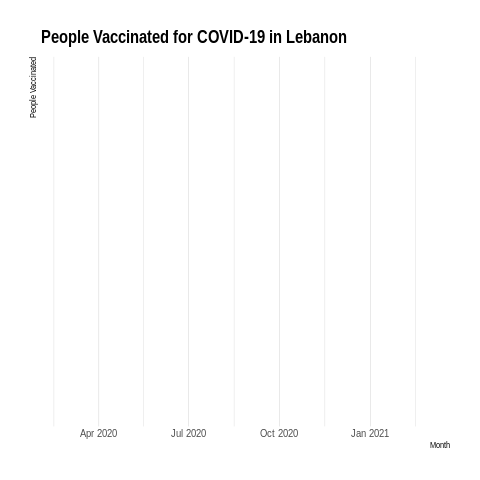 People Vaccinated for COVID-19 in Lebanon
People Vaccinated
Apr 2020
Jul 2020
Oct 2020
Jan 2021
Month